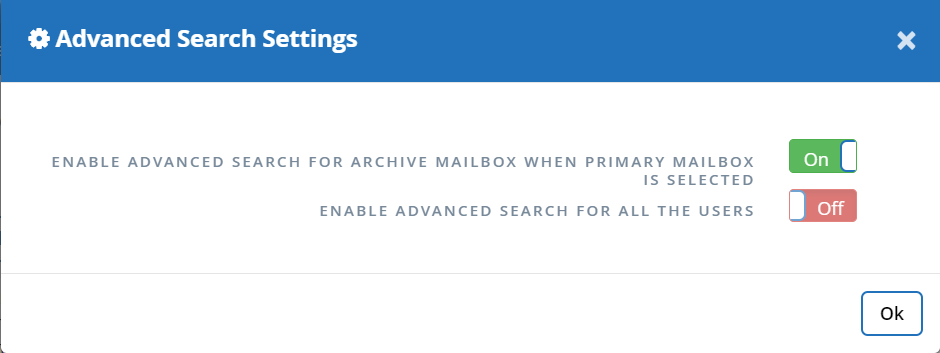 Advanced Search Settings
ENABLE ADVANCED SEARCH FOR ARCHIVE MAILBOX WHEN PRIMARY MAILBOX
IS SELECTED
On
ENABLE ADVANCED SEARCH FOR ALL THE USERS
Off
Ok